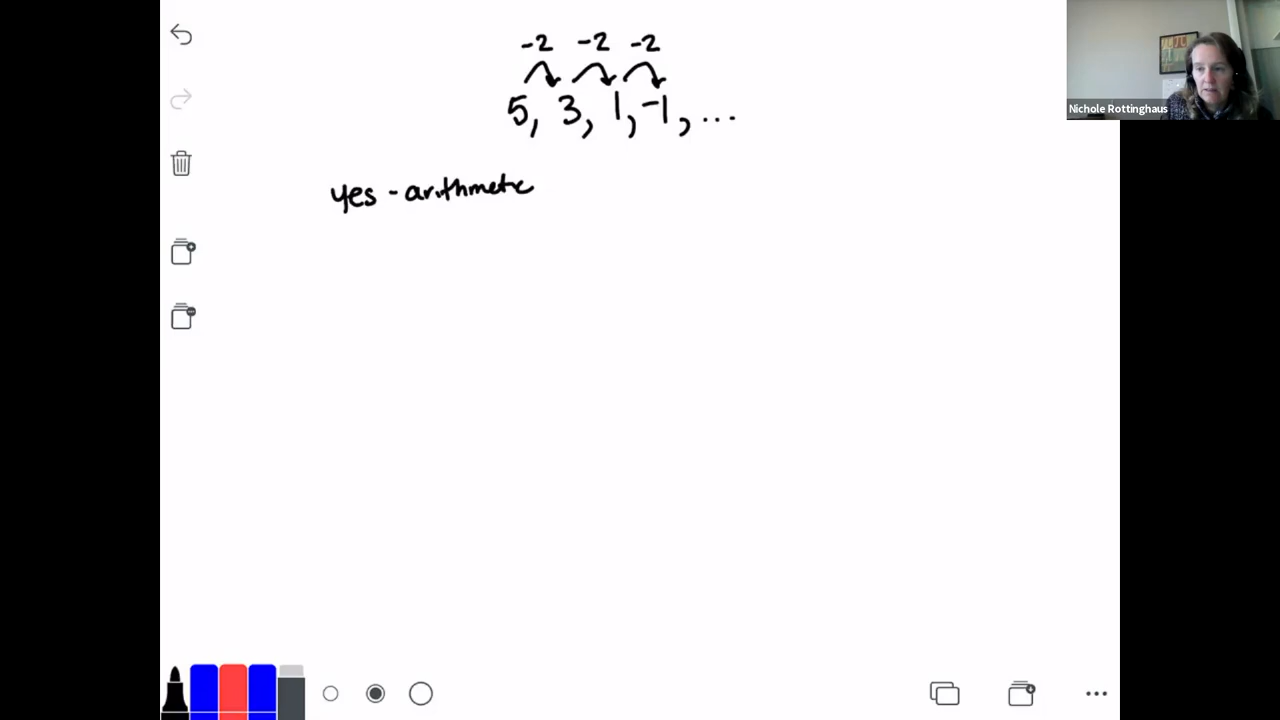 -2 -2 -2
5, 3, 1, -1, ...
Nichole Rottinghaus
yes - arithmetic